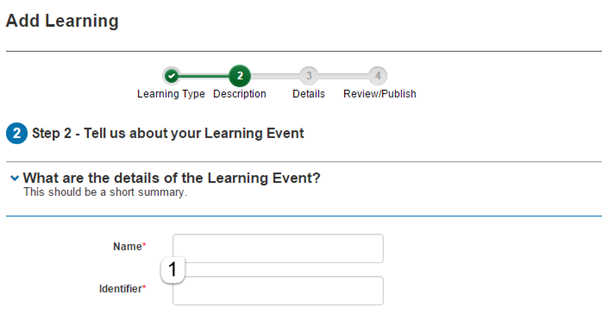 Add Learning
2 3 4
Learning Type Description Details Review/Publish
2 Step 2 - Tell us about your Learning Event
What are the details of the Learning Event?
This should be a short summary.
Name*
1
Identifier*